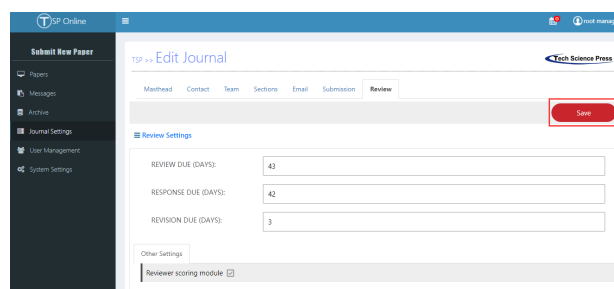 TSP Online
root manag
Submit New Paper
Papers
Messages
Archive
Journal Settings
User Management
System Settings
TSP >> Edit Journal
Tech Science Press
Masthead Contact Team Sections Email Submission Review
Save
Review Settings
REVIEW DUE (DAYS): 43
RESPONSE DUE (DAYS): 42
REVISION DUE (DAYS): 3
Other Settings
Reviewer scoring module